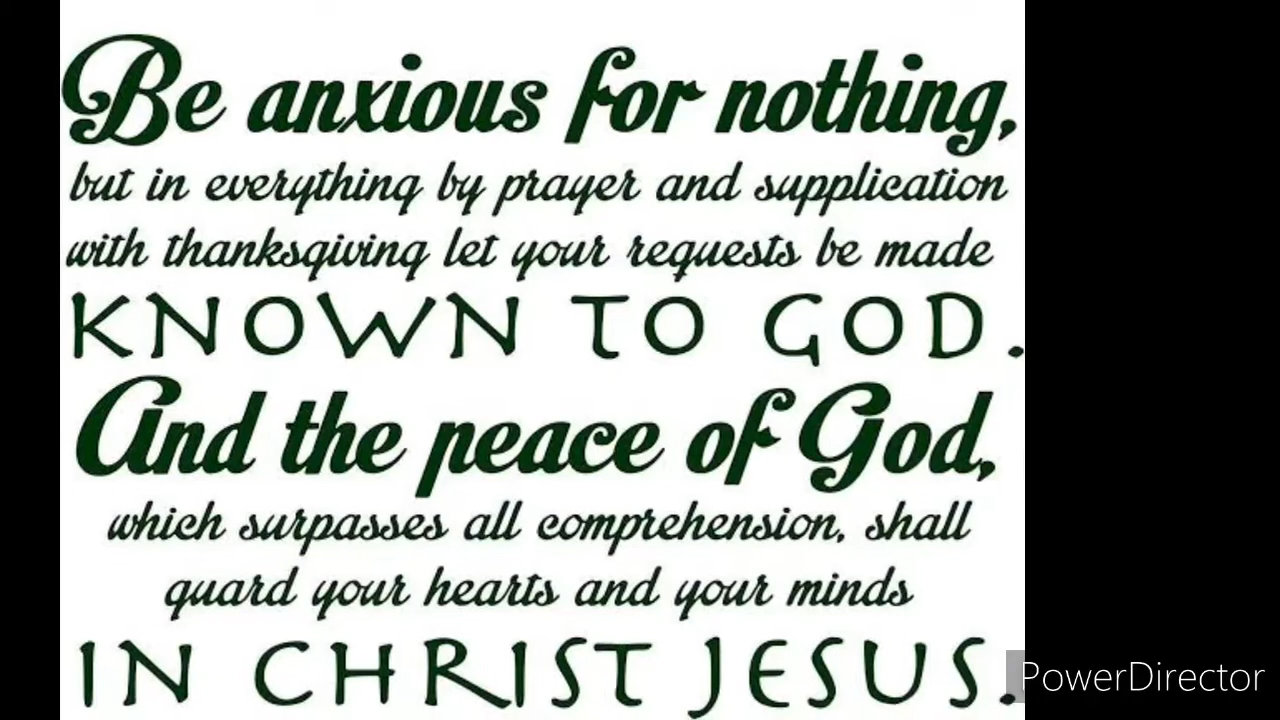 Be anxious for nothing,
but in everything by prayer and supplication
with thanksgiving let your requests be made
KNOWN TO GOD.
And the peace of God,
which surpasses all comprehension, shall
guard your hearts and your minds
IN CHRIST JESUS.
PowerDirector